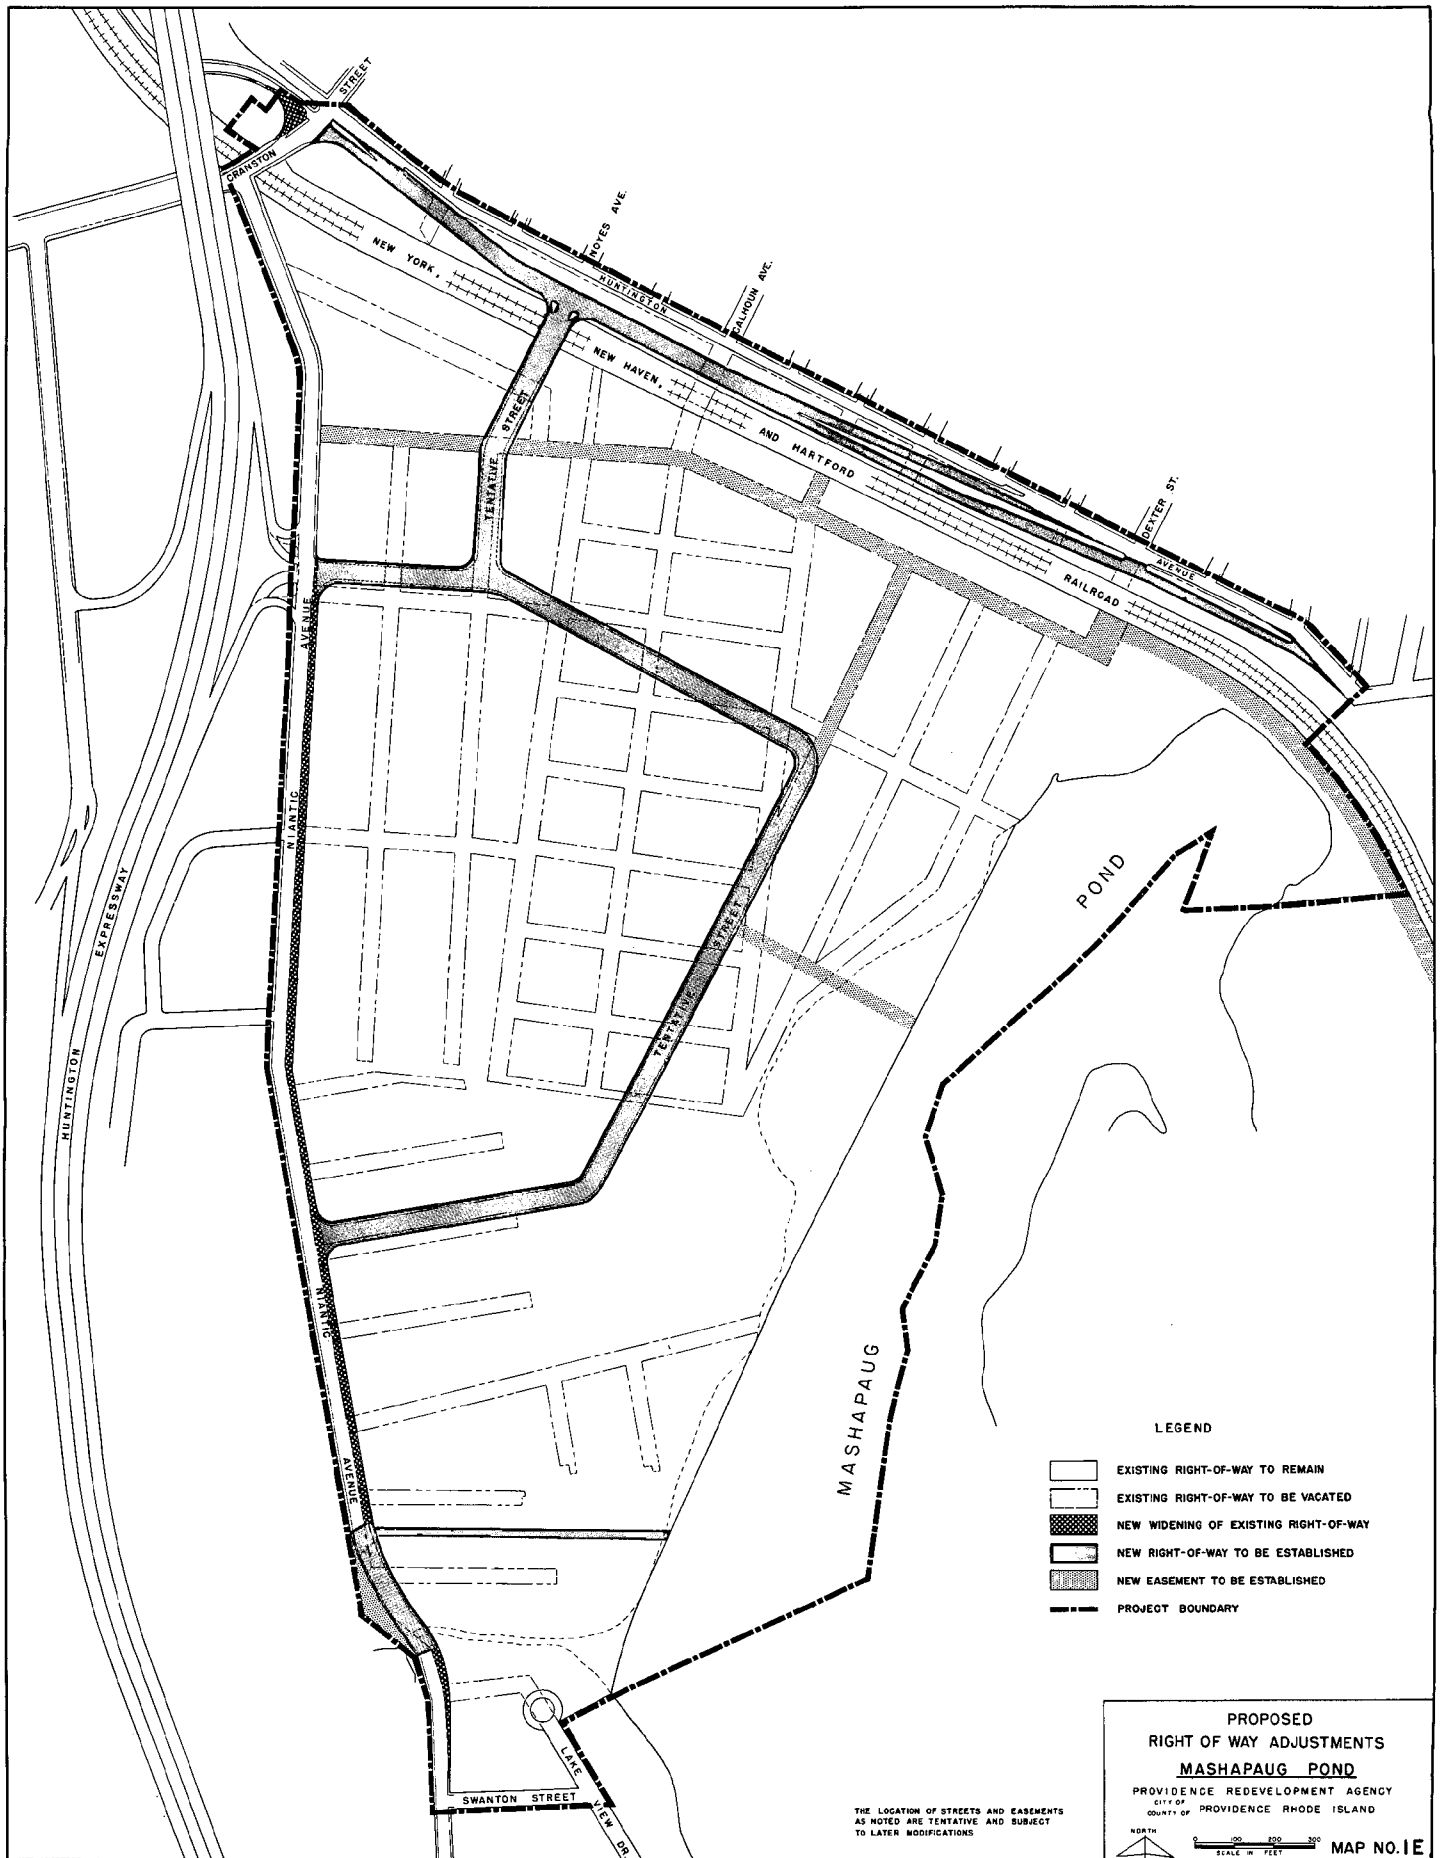 STREET
CRANSTON
NOYES AVE.
CALHOUN AVE.
NEW YORK,
HUNTINGTON
NEW HAVEN,
AND HARTFORD
RAILROAD
DEXTER ST.
AVENUE
TENTATIVE STREET
NIANTIC AVENUE
HUNTINGTON EXPRESSWAY
TENTATIVE STREET
MASHAPAUG POND
NIANTIC
AVENUE
SWANTON STREET
LAKE VIEW DR.
LEGEND
EXISTING RIGHT-OF-WAY TO REMAIN
EXISTING RIGHT-OF-WAY TO BE VACATED
NEW WIDENING OF EXISTING RIGHT-OF-WAY
NEW RIGHT-OF-WAY TO BE ESTABLISHED
NEW EASEMENT TO BE ESTABLISHED
PROJECT BOUNDARY
THE LOCATION OF STREETS AND EASEMENTS
AS NOTED ARE TENTATIVE AND SUBJECT
TO LATER MODIFICATIONS
PROPOSED
RIGHT OF WAY ADJUSTMENTS
MASHAPAUG POND
PROVIDENCE REDEVELOPMENT AGENCY
CITY OF
COUNTY OF PROVIDENCE RHODE ISLAND
NORTH
0 100 200 300
SCALE IN FEET
MAP NO. 1E